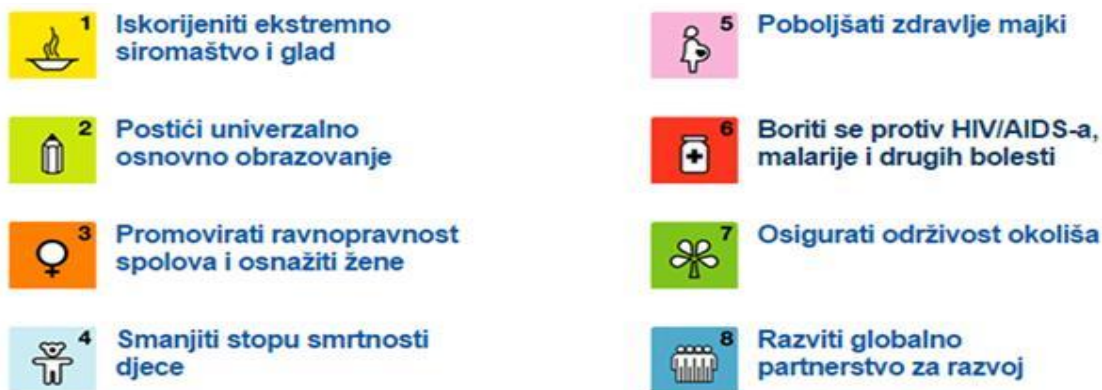 1 Iskorijeniti ekstremno
siromaštvo i glad
2 Postići univerzalno
osnovno obrazovanje
3 Promovirati ravnopravnost
spolova i osnažiti žene
4 Smanjiti stopu smrtnosti
djece
5 Poboljšati zdravlje majki
6 Boriti se protiv HIV/AIDS-a,
malarije i drugih bolesti
7 Osigurati održivost okoliša
8 Razviti globalno
partnerstvo za razvoj